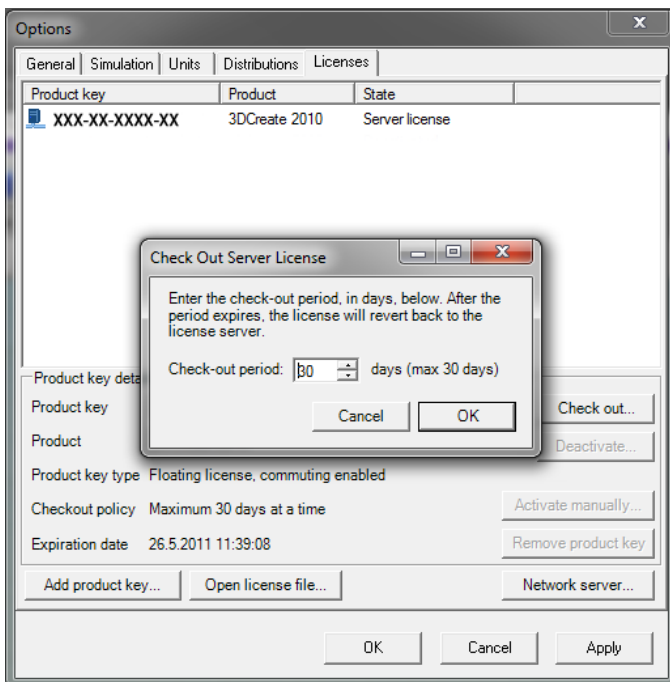 Options
General Simulation Units Distributions Licenses
Product key Product State
XXX-XX-XXXX-XX 3DCreate 2010 Server license
Check Out Server License
Enter the check-out period, in days, below. After the
period expires, the license will revert back to the
license server.
Check-out period: 30 days (max 30 days)
Cancel OK
Product key
Check out...
Product
Deactivate...
Product key type Floating license, commuting enabled
Checkout policy Maximum 30 days at a time
Activate manually...
Expiration date 26.5.2011 11:39:08
Remove product key
Add product key... Open license file... Network server...
OK Cancel Apply